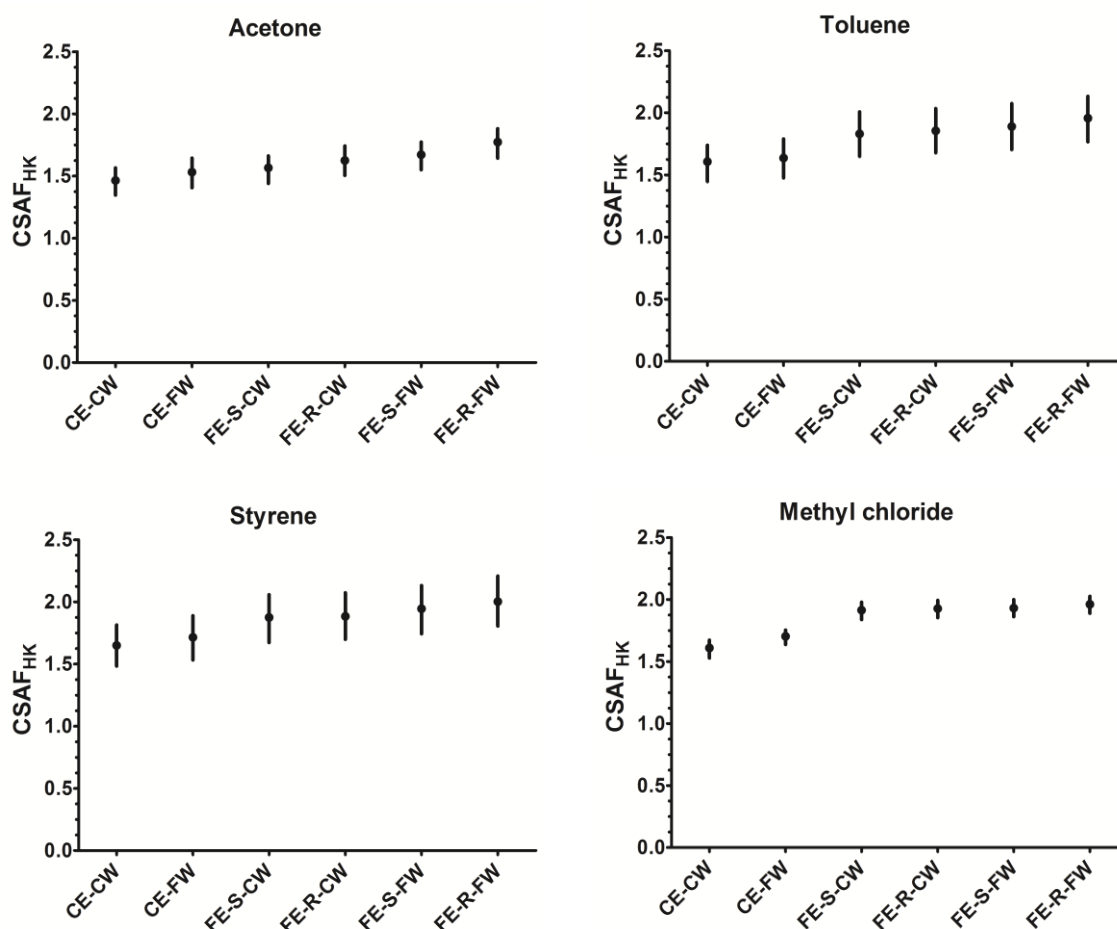 Acetone
CSAF_HK
2.5
2.0
1.5
1.0
0.5
0.0
CE-CW
CE-FW
FE-S-CW
FE-R-CW
FE-S-FW
FE-R-FW
Toluene
CSAF_HK
2.5
2.0
1.5
1.0
0.5
0.0
CE-CW
CE-FW
FE-S-CW
FE-R-CW
FE-S-FW
FE-R-FW
Styrene
CSAF_HK
2.5
2.0
1.5
1.0
0.5
0.0
CE-CW
CE-FW
FE-S-CW
FE-R-CW
FE-S-FW
FE-R-FW
Methyl chloride
CSAF_HK
2.5
2.0
1.5
1.0
0.5
0.0
CE-CW
CE-FW
FE-S-CW
FE-R-CW
FE-S-FW
FE-R-FW